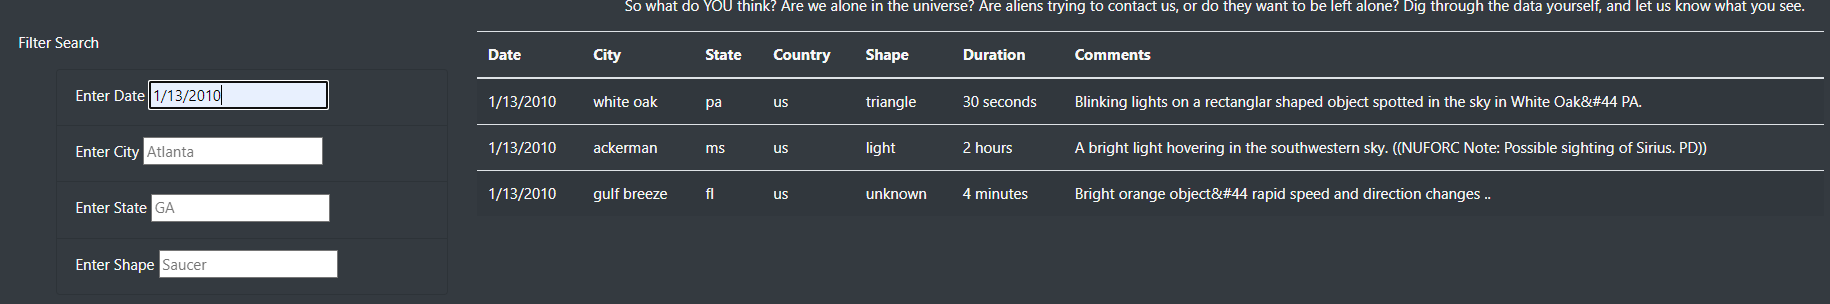 So what do YOU think? Are we alone in the universe? Are aliens trying to contact us, or do they want to be left alone? Dig through the data yourself, and let us know what you see.
Filter Search
Enter Date 1/13/2010
Enter City Atlanta
Enter State GA
Enter Shape Saucer
Date City State Country Shape Duration Comments
1/13/2010 white oak pa us triangle 30 seconds Blinking lights on a rectanglar shaped object spotted in the sky in White Oak&#44 PA.
1/13/2010 ackerman ms us light 2 hours A bright light hovering in the southwestern sky. ((NUFORC Note: Possible sighting of Sirius. PD))
1/13/2010 gulf breeze fl us unknown 4 minutes Bright orange object&#44 rapid speed and direction changes ..